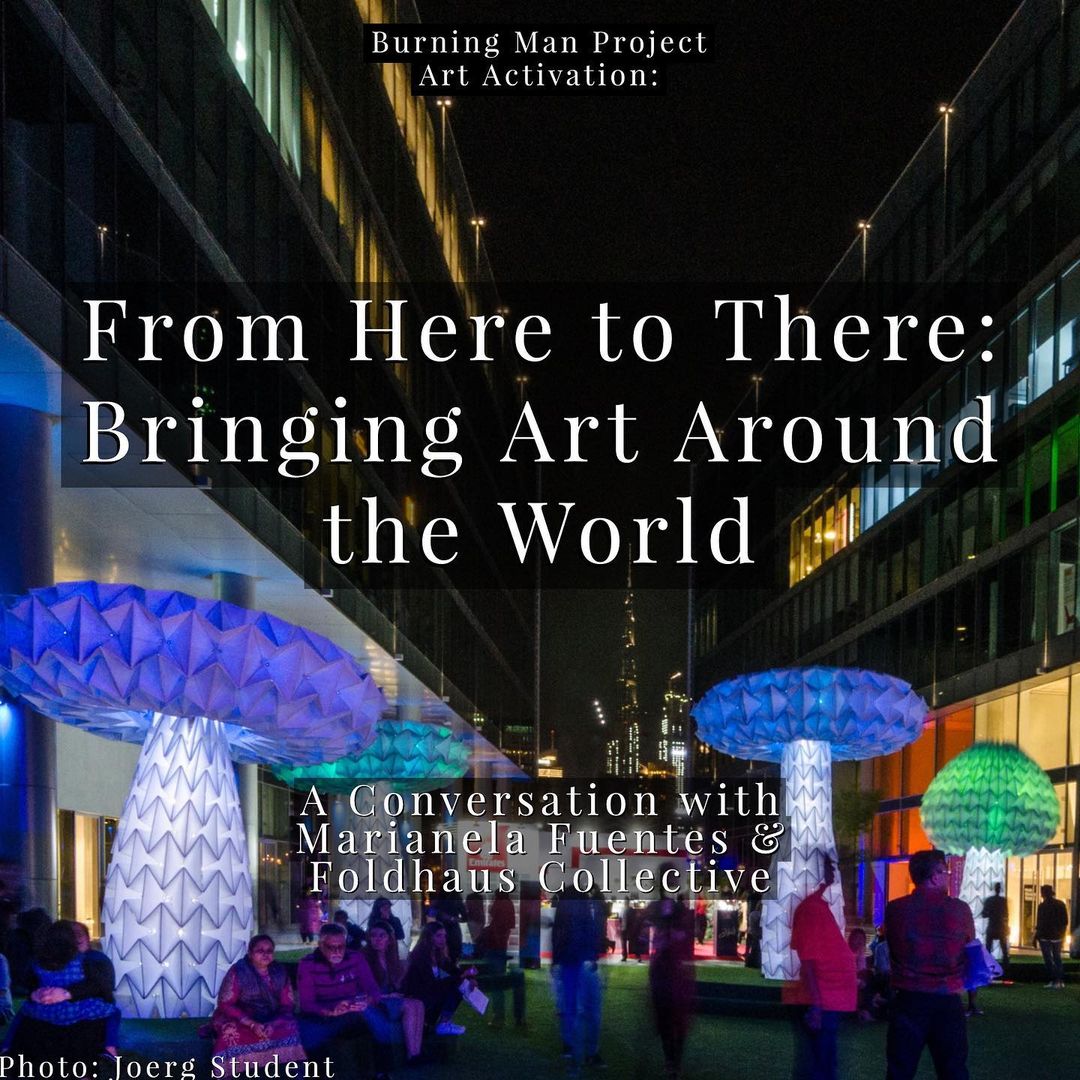 Burning Man Project
Art Activation:
From Here to There:
Bringing Art Around
the World
A Conversation with
Marianela Fuentes &
Foldhaus Collective
Emirates
Photo: Joerg Student